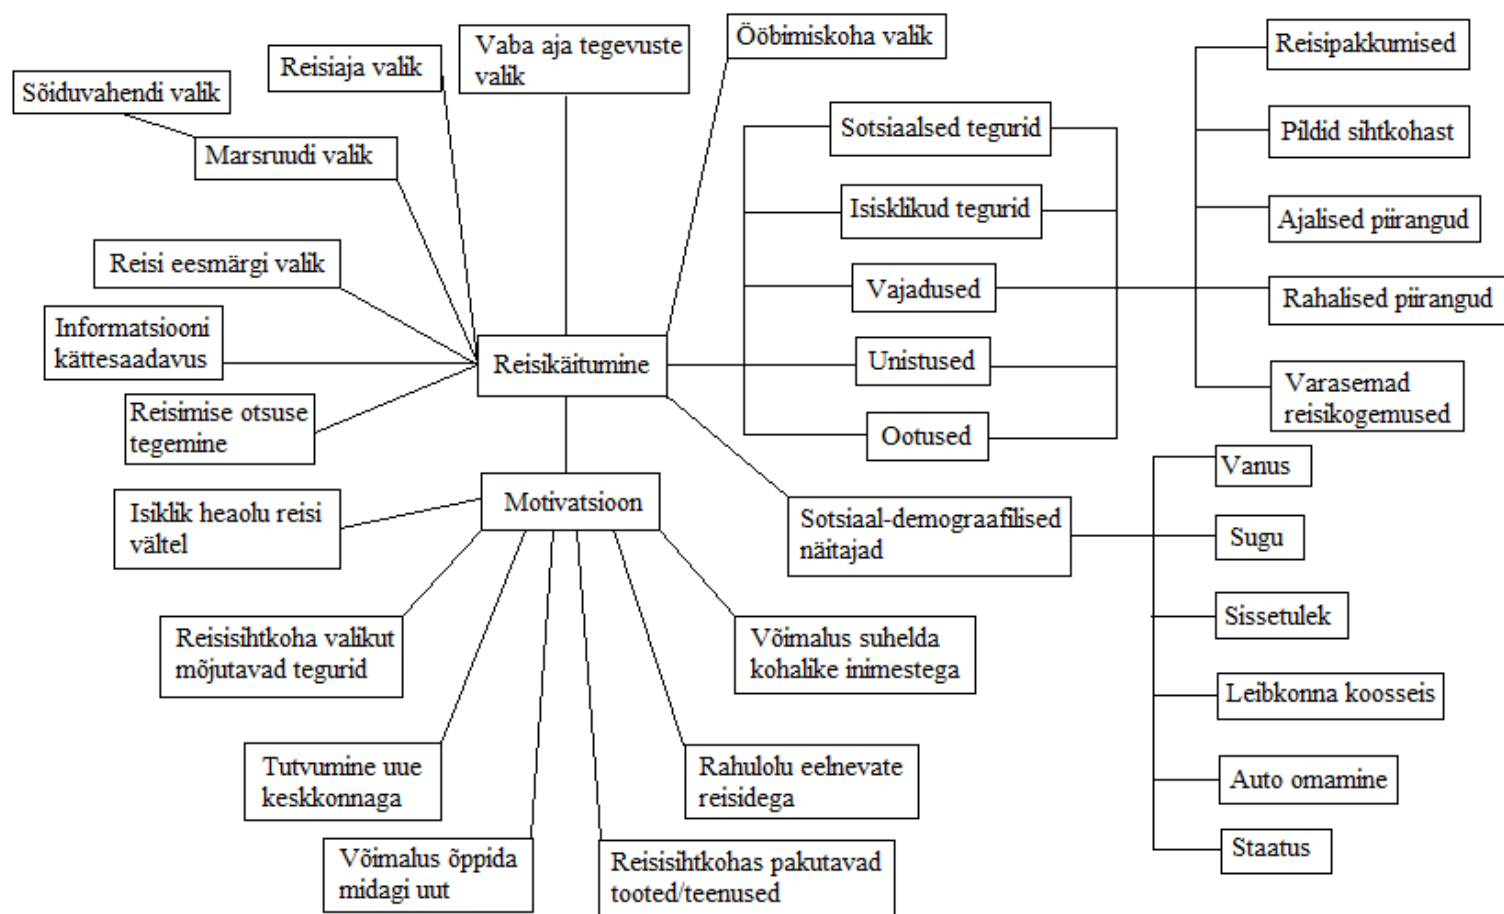 Vaba aja tegevuste
valik
Ööbimiskoha valik
Reisiaja valik
Sõiduvahendi valik
Marsruudi valik
Reisi eesmärgi valik
Informatsiooni
kättesaadavus
Reisimise otsuse
tegemine
Reisikäitumine
Sotsiaalsed tegurid
Isisklikud tegurid
Vajadused
Unistused
Ootused
Reisipakkumised
Pildid sihtkohast
Ajalised piirangud
Rahalised piirangud
Varasemad
reisikogemused
Motivatsioon
Isiklik heaolu reisi
vältel
Reisisihtkoha valikut
mõjutavad tegurid
Tutvumine uue
keskkonnaga
Võimalus õppida
midagi uut
Reisisihtkohas pakutavad
tooted/teenused
Rahulolu eelnevate
reisidega
Võimalus suhelda
kohalike inimestega
Sotsiaal-demograafilised
näitajad
Vanus
Sugu
Sissetulek
Leibkonna koosseis
Auto omamine
Staatus